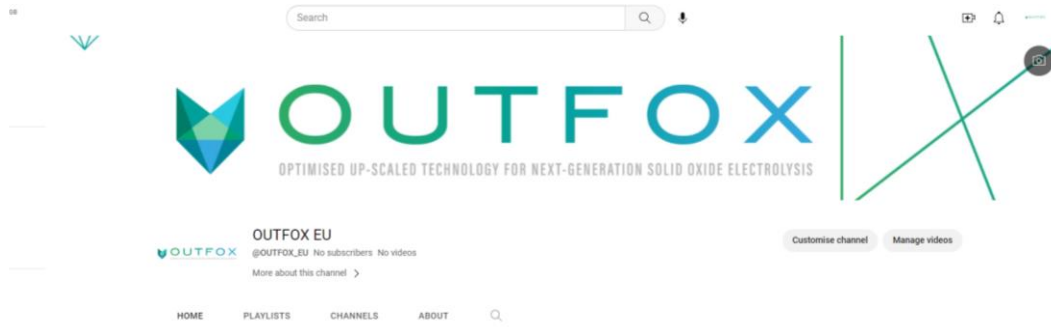 Search
OUTFOX
OPTIMISED UP-SCALED TECHNOLOGY FOR NEXT-GENERATION SOLID OXIDE ELECTROLYSIS
OUTFOX EU
OUTFOX
@OUTFOX_EU No subscribers No videos
More about this channel
Customise channel Manage videos
HOME PLAYLISTS CHANNELS ABOUT